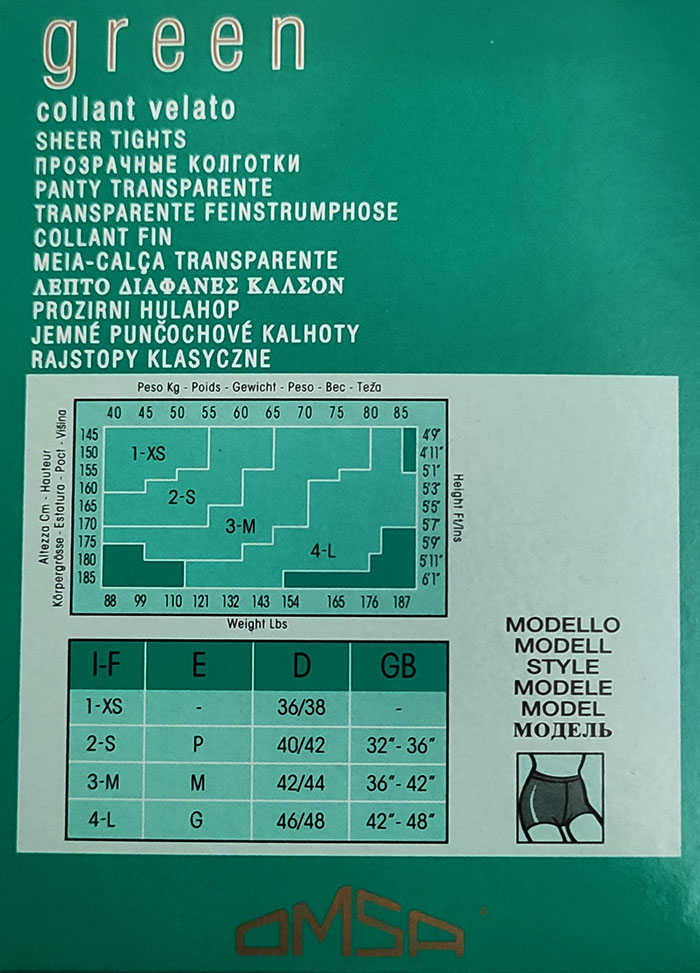 green
collant velato
SHEER TIGHTS
ПРОЗРАЧНЫЕ КОЛГОТКИ
PANTY TRANSPARENTE
TRANSPARENTE FEINSTRUMPHOSE
COLLANT FIN
MEIA-CALÇA TRANSPARENTE
ΛΕΠΤΟ ΔΙΑΦΑΝΕΣ ΚΑΛΣΟΝ
PROZIRNI HULAHOP
JEMNÉ PUNČOCHOVÉ KALHOTY
RAJSTOPY KLASYCZNE
Peso Kg - Poids - Gewicht - Peso - Вес - Teža
40 45 50 55 60 65 70 75 80 85
Altezza Cm - Hauteur
Körpergrösse - Estatura - Рост - Višina
145 4'9"
150 1-XS 4'11"
155 5'1"
160 2-S 5'3"
165 5'5"
170 3-M 5'7"
175 4-L 5'9"
180 5'11"
185 6'1"
Height Ft/Ins
88 99 110 121 132 143 154 165 176 187
Weight Lbs
I-F E D GB
1-XS - 36/38 -
2-S P 40/42 32"- 36"
3-M M 42/44 36"- 42"
4-L G 46/48 42"- 48"
MODELLO
MODELL
STYLE
MODELE
MODEL
МОДЕЛЬ
OMSA